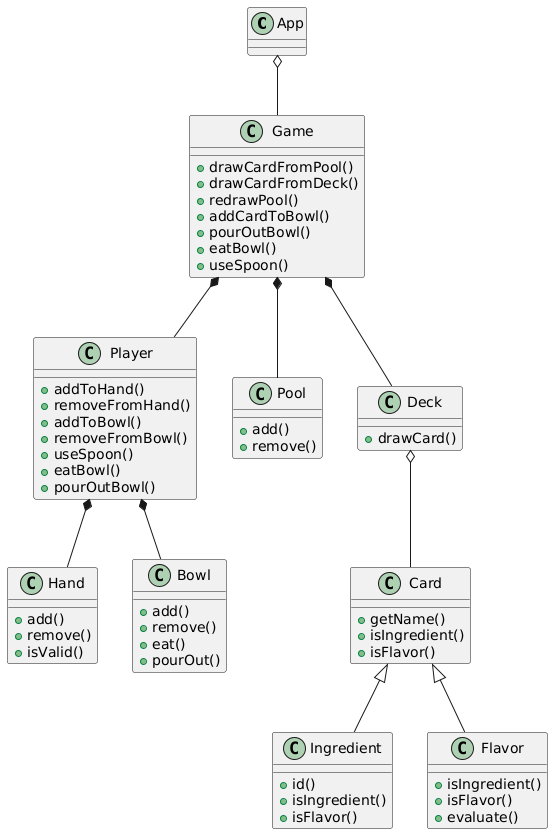 C App
C Game
drawCardFromPool()
drawCardFromDeck()
redrawPool()
addCardToBowl()
pourOutBowl()
eatBowl()
useSpoon()
C Player
addToHand()
removeFromHand()
addToBowl()
removeFromBowl()
useSpoon()
eatBowl()
pourOutBowl()
C Pool
add()
remove()
C Deck
drawCard()
C Hand
add()
remove()
isValid()
C Bowl
add()
remove()
eat()
pourOut()
C Card
getName()
isIngredient()
isFlavor()
C Ingredient
id()
isIngredient()
isFlavor()
C Flavor
isIngredient()
isFlavor()
evaluate()